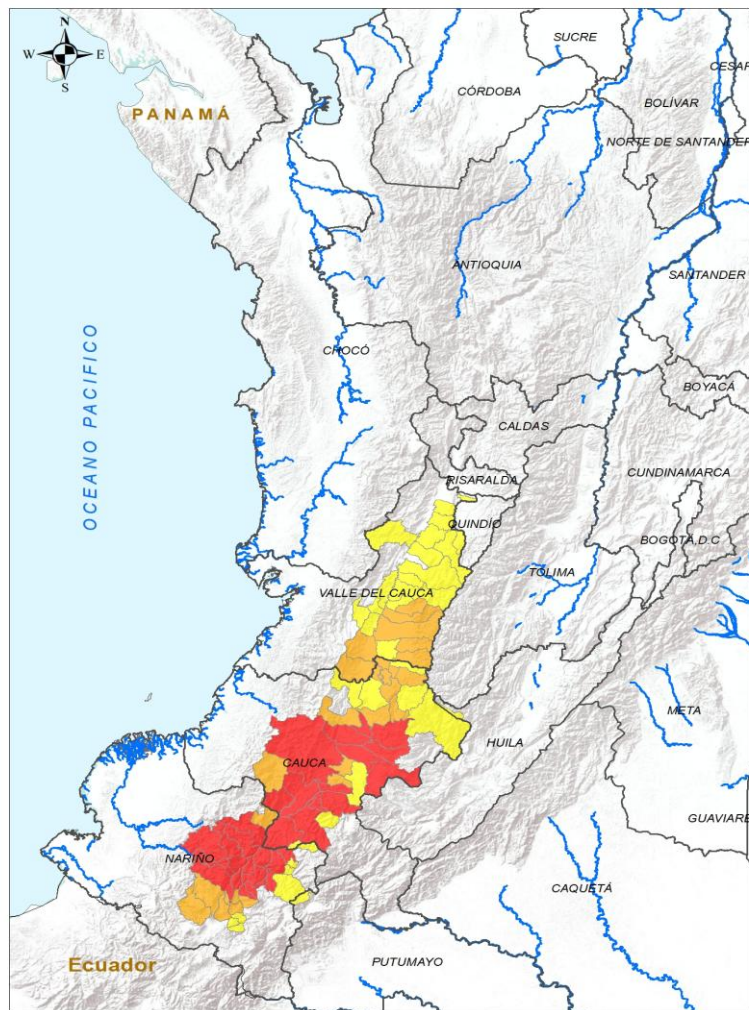 SUCRE
N
W E
S
CESAR
CÓRDOBA
BOLÍVAR
PANAMÁ
NORTE DE SANTANDER
ANTIOQUIA
SANTANDER
OCEANO PACIFICO
CHOCÓ
BOYACÁ
CALDAS
CUNDINAMARCA
RISARALDA
QUINDÍO
BOGOTÁ, D.C
TOLIMA
VALLE DEL CAUCA
META
HUILA
CAUCA
GUAVIARE
NARIÑO
CAQUETÁ
PUTUMAYO
Ecuador